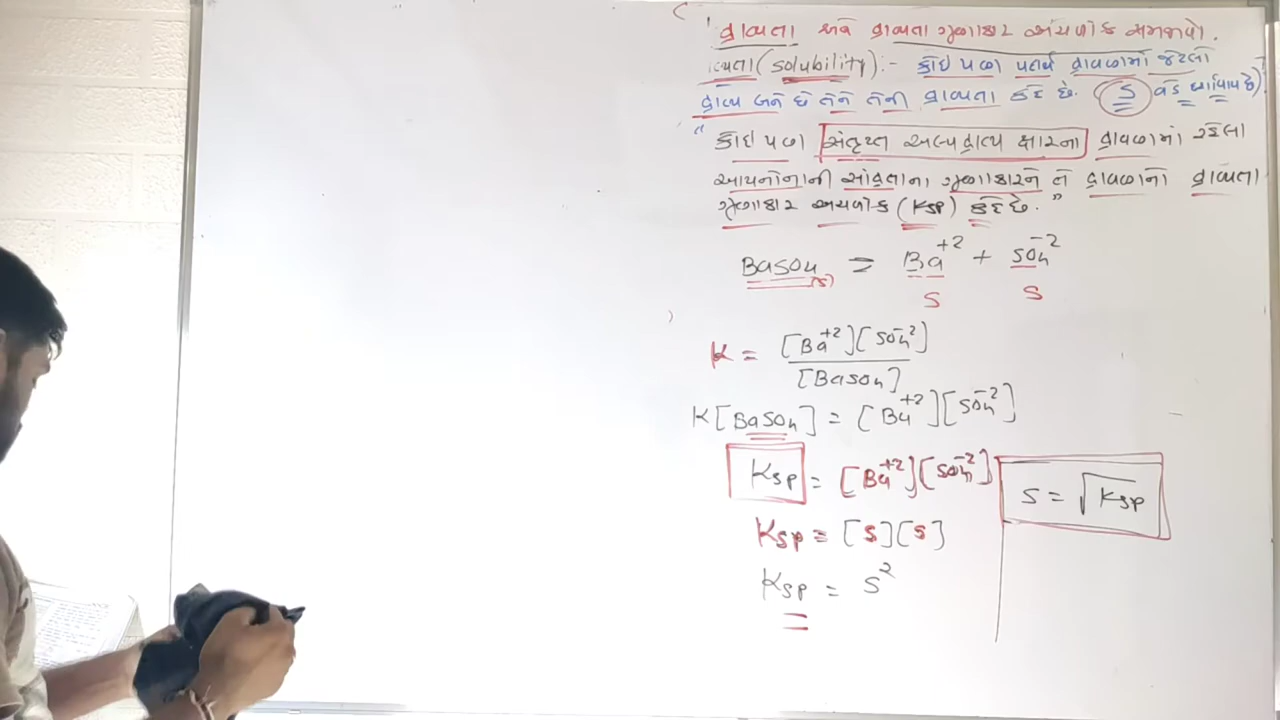 " દ્રાવ્યતા અને દ્રાવ્યતા ગુણાકાર અચળાંક સમજાવો.
વ્યતા (solubility) :- કોઇ પણ પદાર્થ દ્રાવણમાં જેટલો
દ્રાવ્ય બને છે તેને તેની દ્રાવ્યતા કહે છે. (S વડે દર્શાવાય છે)
" કોઇ પણ સંતૃપ્ત અલ્પદ્રાવ્ય ક્ષારના દ્રાવણમાં રહેલા
આયનોનાની સાંદ્રતાના ગુણાકારને તે દ્રાવણનો દ્રાવ્યતા
ગુણાકાર અચળાંક (Ksp) કહે છે. "
BaSO₄(s) ⇌ Ba⁺² + SO₄⁻²
S S
K = [Ba⁺²][SO₄⁻²] / [BaSO₄]
K[BaSO₄] = [Ba⁺²][SO₄⁻²]
Ksp = [Ba⁺²][SO₄⁻²]
S = √Ksp
Ksp = [S][S]
Ksp = S²